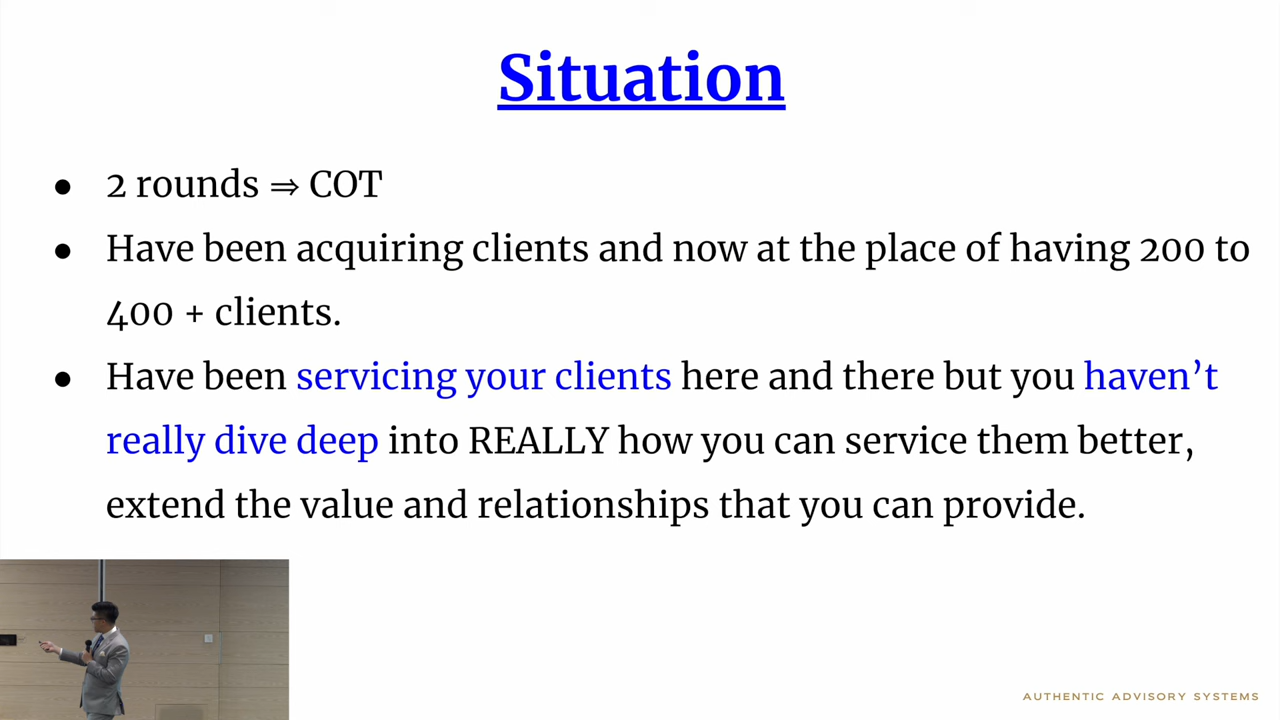 Situation
● 2 rounds ⇒ COT
● Have been acquiring clients and now at the place of having 200 to
400 + clients.
● Have been servicing your clients here and there but you haven’t
really dive deep into REALLY how you can service them better,
extend the value and relationships that you can provide.
AUTHENTIC ADVISORY SYSTEMS